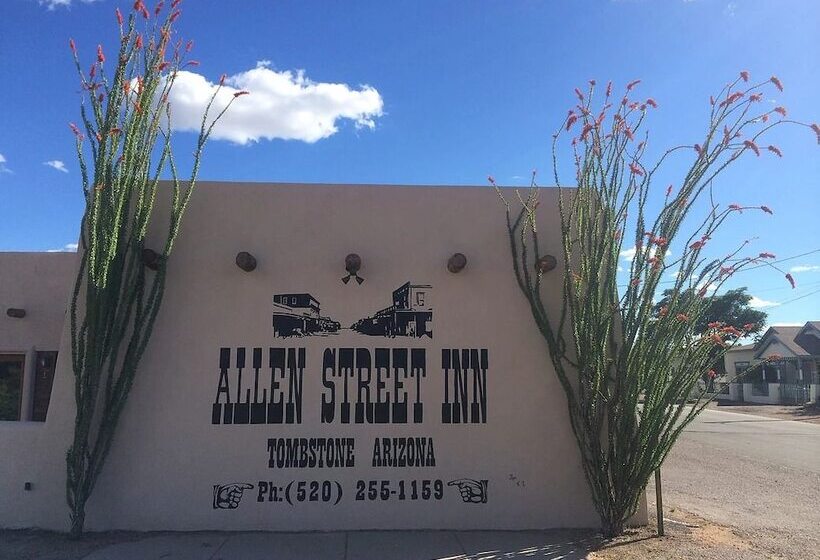 ALLEN STREET INN
TOMBSTONE ARIZONA
Ph:(520) 255-1159